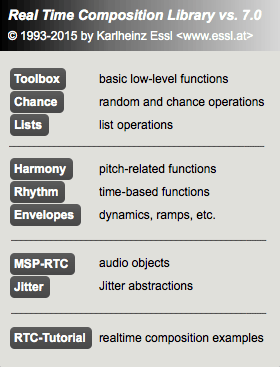 Real Time Composition Library vs. 7.0
© 1993-2015 by Karlheinz Essl <www.essl.at>
Toolbox basic low-level functions
Chance random and chance operations
Lists list operations
Harmony pitch-related functions
Rhythm time-based functions
Envelopes dynamics, ramps, etc.
MSP-RTC audio objects
Jitter Jitter abstractions
RTC-Tutorial realtime composition examples